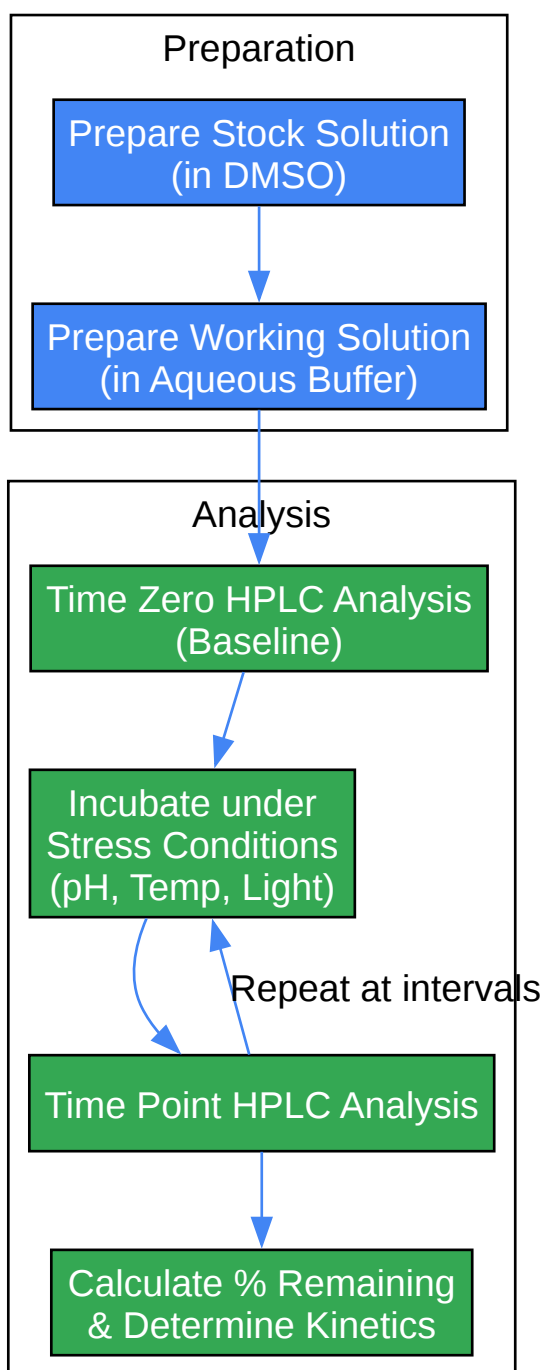 Preparation
Prepare Stock Solution
(in DMSO)
Prepare Working Solution
(in Aqueous Buffer)
Analysis
Time Zero HPLC Analysis
(Baseline)
Incubate under
Stress Conditions
(pH, Temp, Light)
Repeat at intervals
Time Point HPLC Analysis
Calculate % Remaining
& Determine Kinetics